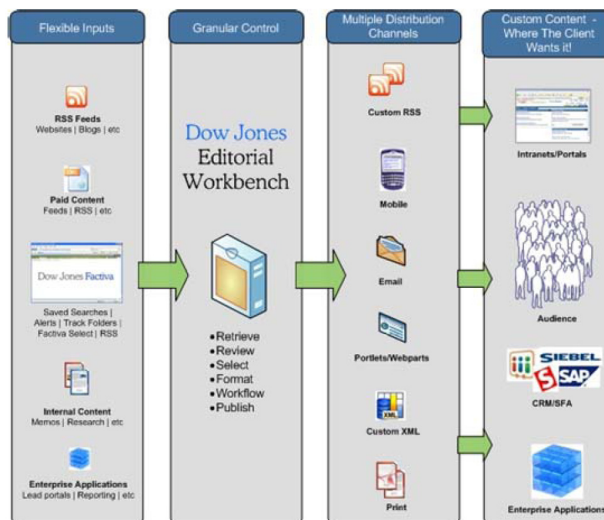 Flexible Inputs
RSS Feeds
Websites | Blogs | etc
Paid Content
Feeds | RSS | etc
Dow Jones Factiva
Saved Searches |
Alerts | Track Folders |
Factiva Select | RSS
Internal Content
Memos | Research | etc
Enterprise Applications
Lead portals | Reporting | etc
Granular Control
Dow Jones
Editorial
Workbench
•Retrieve
•Review
•Select
•Format
•Workflow
•Publish
Multiple Distribution
Channels
Custom RSS
Mobile
Email
Portlets/Webparts
XML
Custom XML
Print
Custom Content -
Where The Client
Wants it!
Intranets/Portals
Audience
SIEBEL
S SAP
CRM/SFA
Enterprise Applications